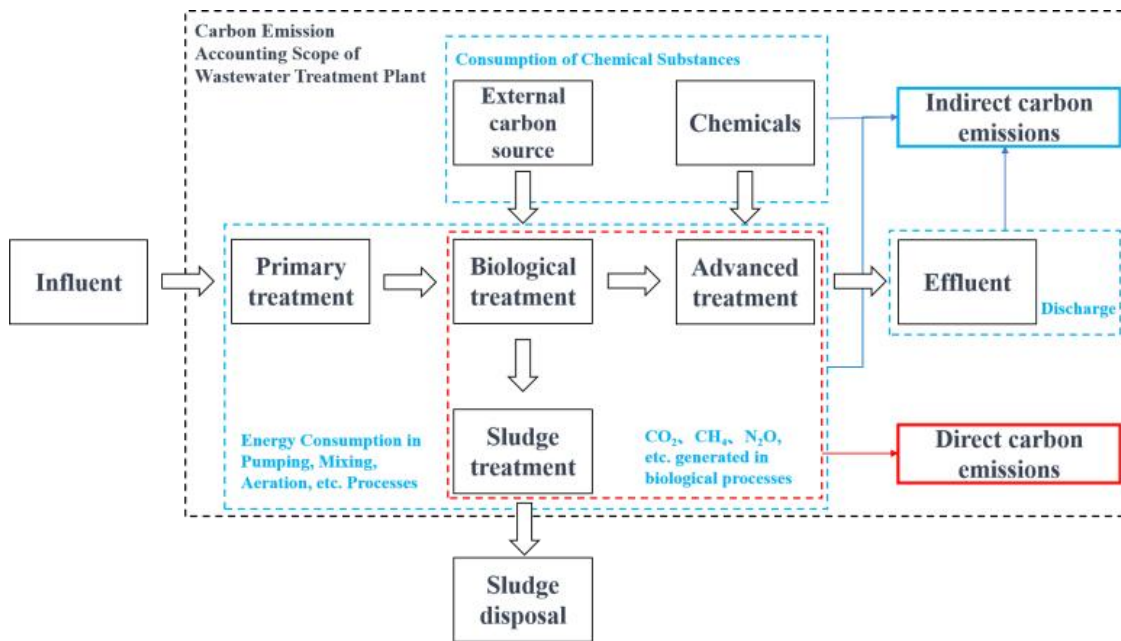 Carbon Emission
Accounting Scope of
Wastewater Treatment Plant
Consumption of Chemical Substances
External
carbon
source
Chemicals
Indirect carbon
emissions
Influent
Primary
treatment
Biological
treatment
Advanced
treatment
Effluent
Discharge
Energy Consumption in
Pumping, Mixing,
Aeration, etc. Processes
Sludge
treatment
CO₂、CH₄、N₂O,
etc. generated in
biological processes
Direct carbon
emissions
Sludge
disposal